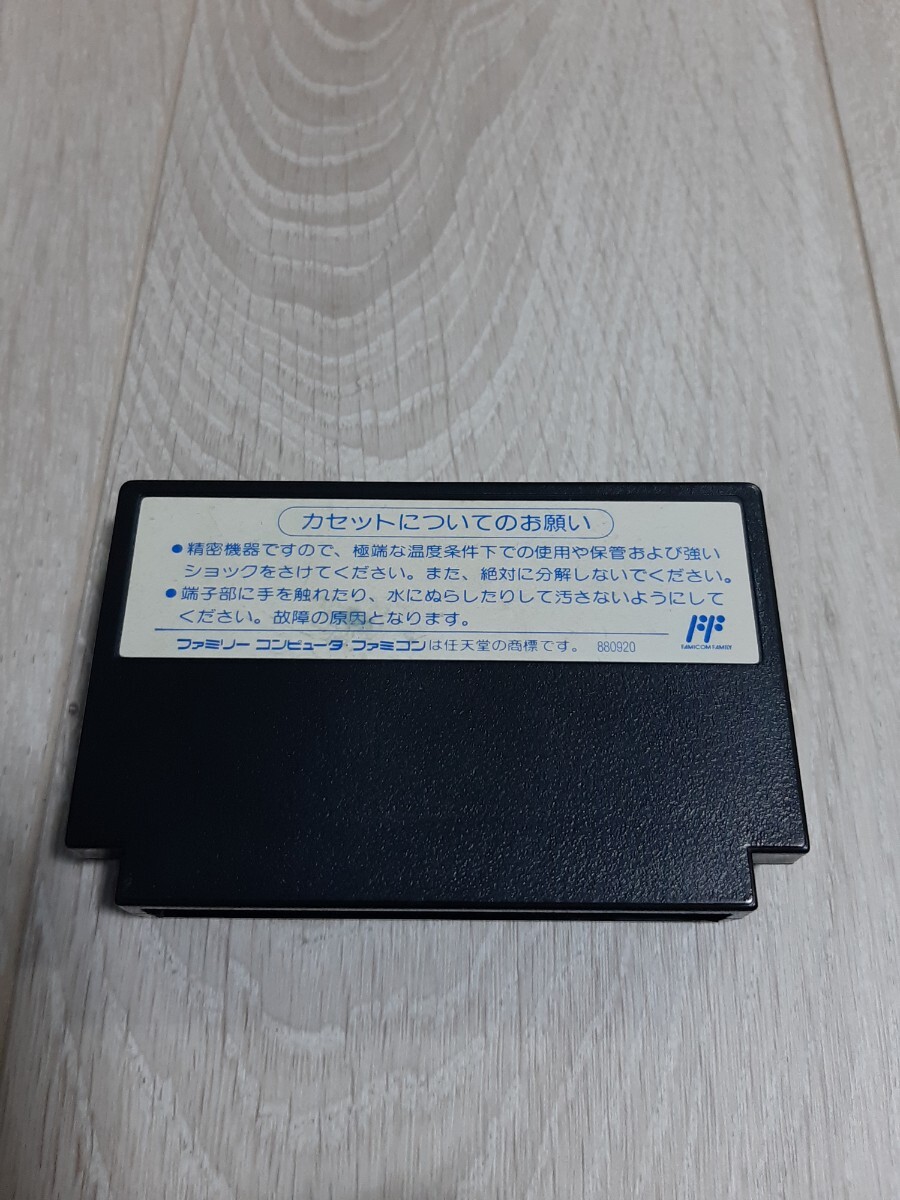 カセットについてのお願い
●精密機器ですので、極端な温度条件下での使用や保管および強い
ショックをさけてください。また、絶対に分解しないでください。
●端子部に手を触れたり、水にぬらしたりして汚さないようにして
ください。故障の原因となります。
ファミリー コンピュータ・ファミコンは任天堂の商標です。 880920
FAMICOM FAMILY